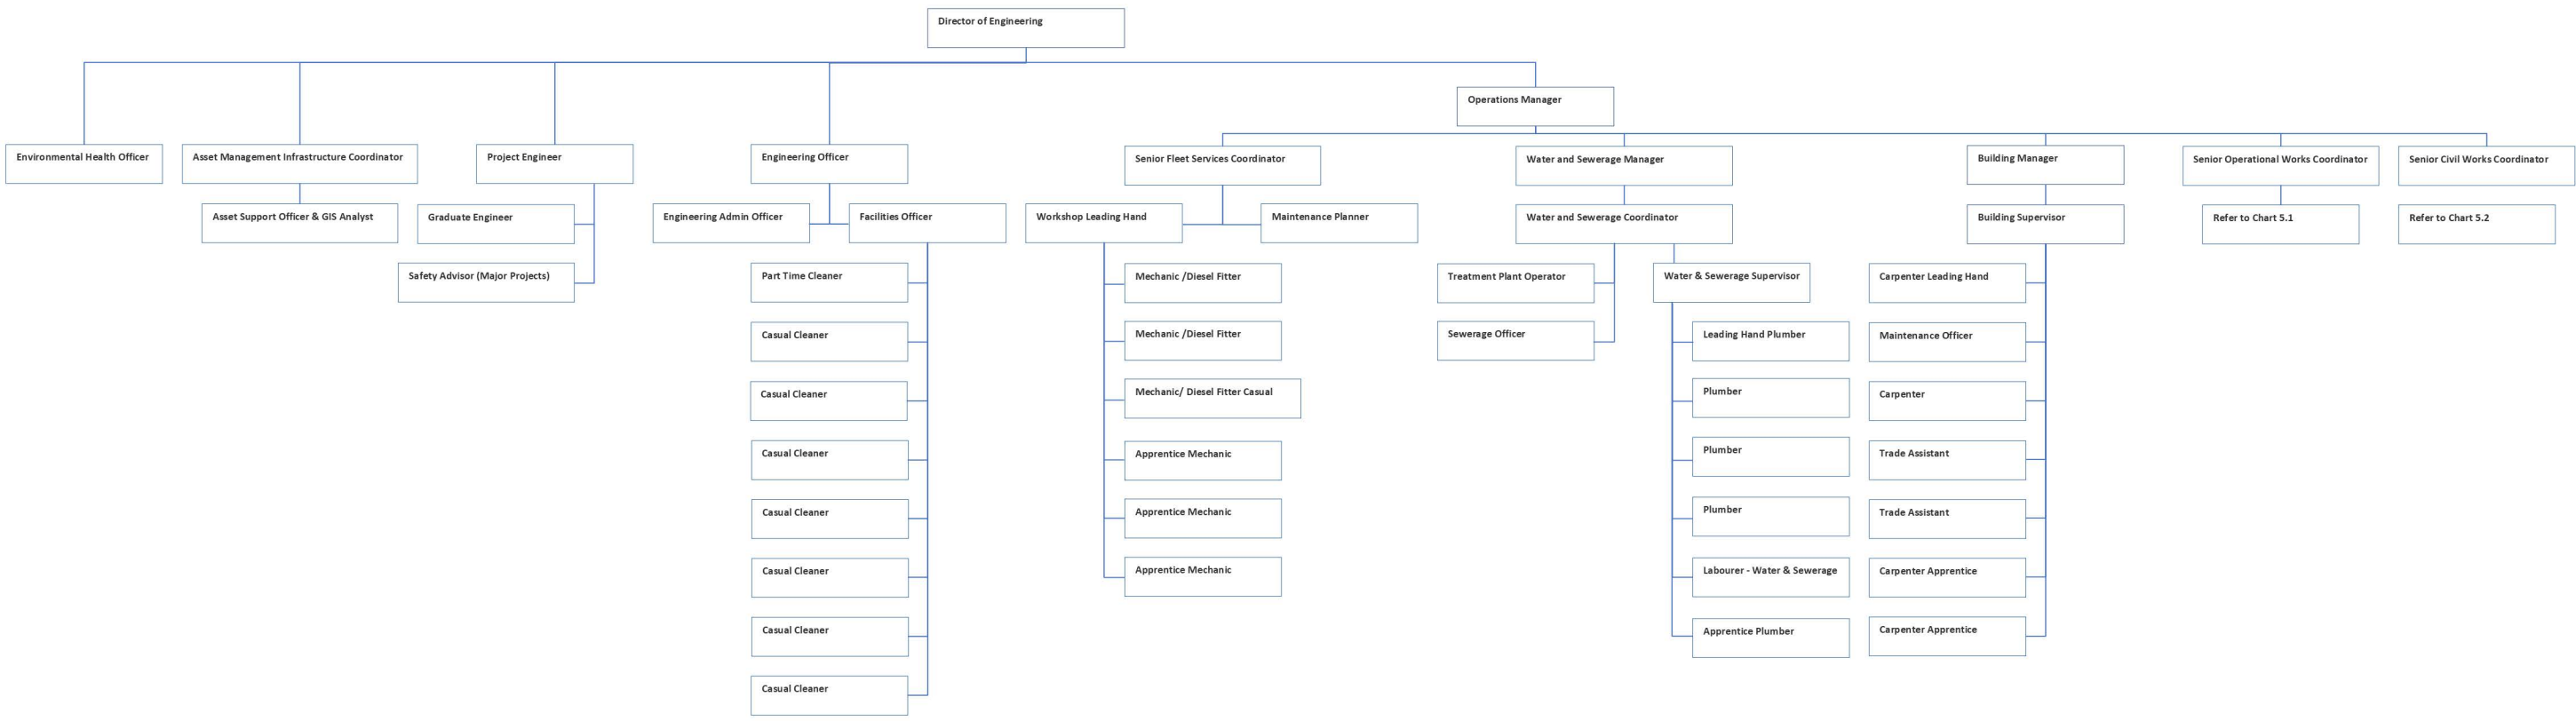 Director of Engineering
Operations Manager
Environmental Health Officer
Asset Management Infrastructure Coordinator
Project Engineer
Engineering Officer
Senior Fleet Services Coordinator
Water and Sewerage Manager
Building Manager
Senior Operational Works Coordinator
Senior Civil Works Coordinator
Asset Support Officer & GIS Analyst
Graduate Engineer
Engineering Admin Officer
Facilities Officer
Workshop Leading Hand
Maintenance Planner
Water and Sewerage Coordinator
Building Supervisor
Refer to Chart 5.1
Refer to Chart 5.2
Safety Advisor (Major Projects)
Part Time Cleaner
Mechanic /Diesel Fitter
Treatment Plant Operator
Water & Sewerage Supervisor
Carpenter Leading Hand
Casual Cleaner
Mechanic /Diesel Fitter
Sewerage Officer
Leading Hand Plumber
Maintenance Officer
Casual Cleaner
Mechanic/ Diesel Fitter Casual
Plumber
Carpenter
Casual Cleaner
Apprentice Mechanic
Plumber
Trade Assistant
Casual Cleaner
Apprentice Mechanic
Plumber
Trade Assistant
Casual Cleaner
Apprentice Mechanic
Labourer - Water & Sewerage
Carpenter Apprentice
Casual Cleaner
Apprentice Plumber
Carpenter Apprentice
Casual Cleaner